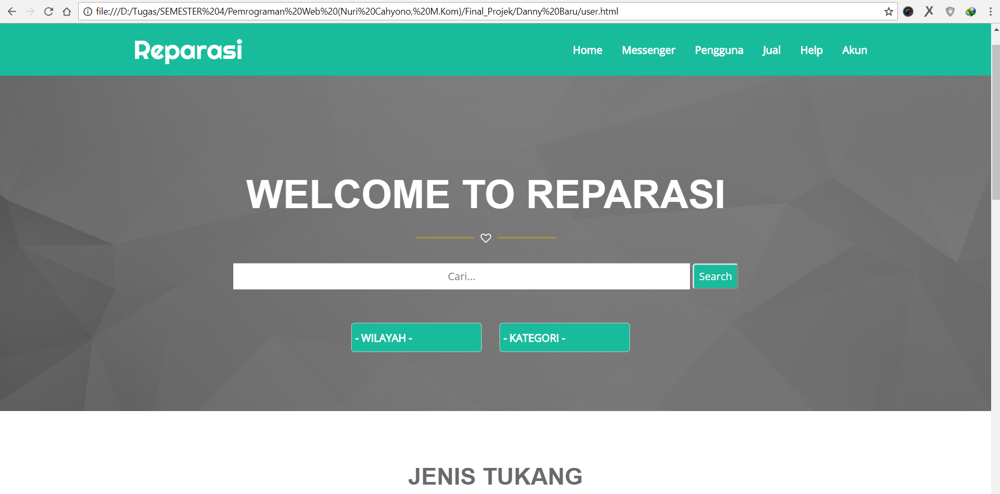 file:///D:/Tugas/SEMESTER%204/Pemrograman%20Web%20(Nuri%20Cahyono,%20M.Kom)/Final_Projek/Danny%20Baru/user.html
Reparasi Home Messenger Pengguna Jual Help Akun
WELCOME TO REPARASI
Cari... Search
- WILAYAH - - KATEGORI -
JENIS TUKANG